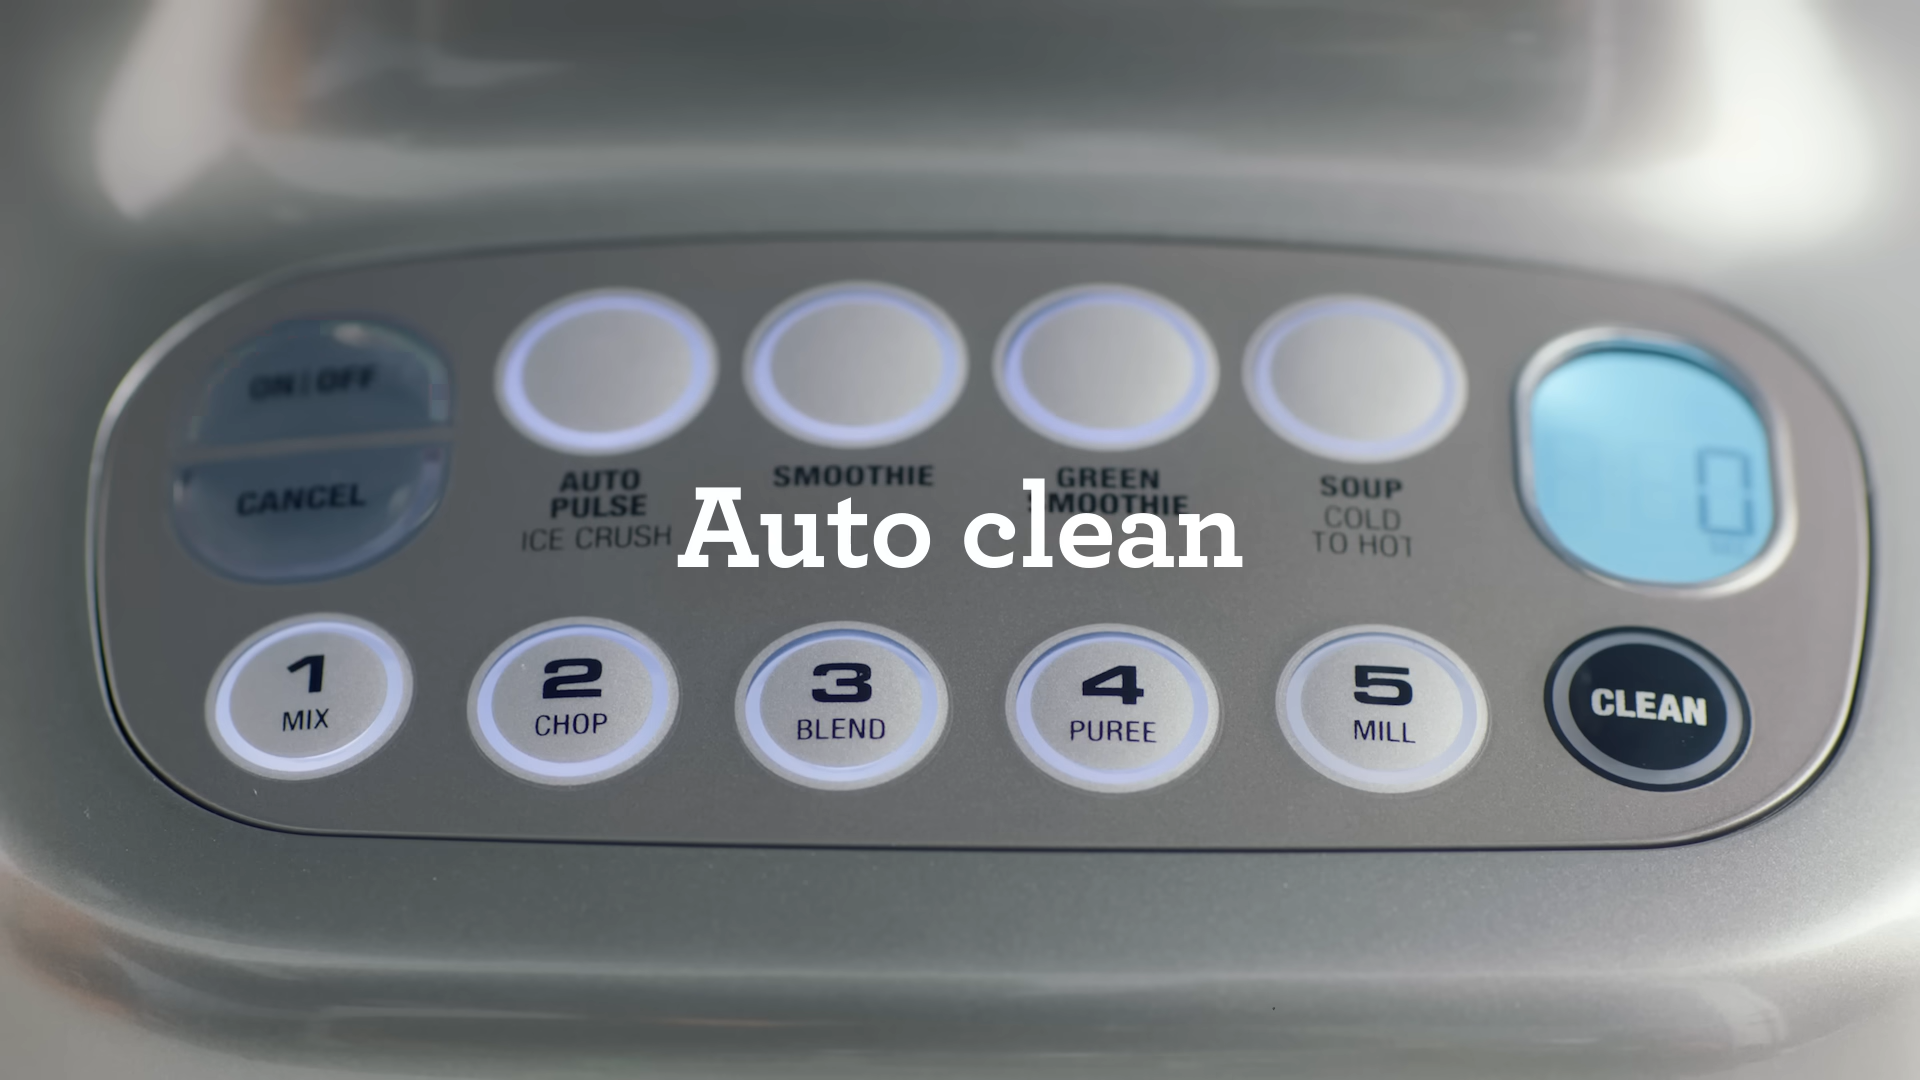 ON|OFF
CANCEL
AUTO
PULSE
ICE CRUSH
SMOOTHIE
GREEN
SMOOTHIE
SOUP
COLD
TO HOT
0
Auto clean
1
MIX
2
CHOP
3
BLEND
4
PUREE
5
MILL
CLEAN